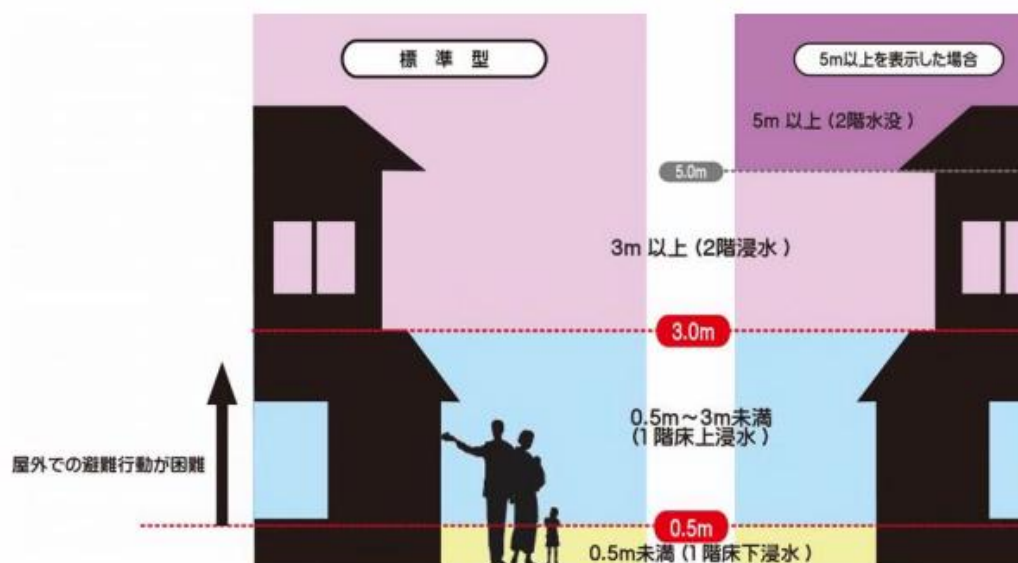 標準型
5m以上を表示した場合
5m 以上（2階水没）
5.0m
3m 以上（2階浸水）
3.0m
0.5m～3m未満
（1階床上浸水）
屋外での避難行動が困難
0.5m
0.5m未満（1階床下浸水）